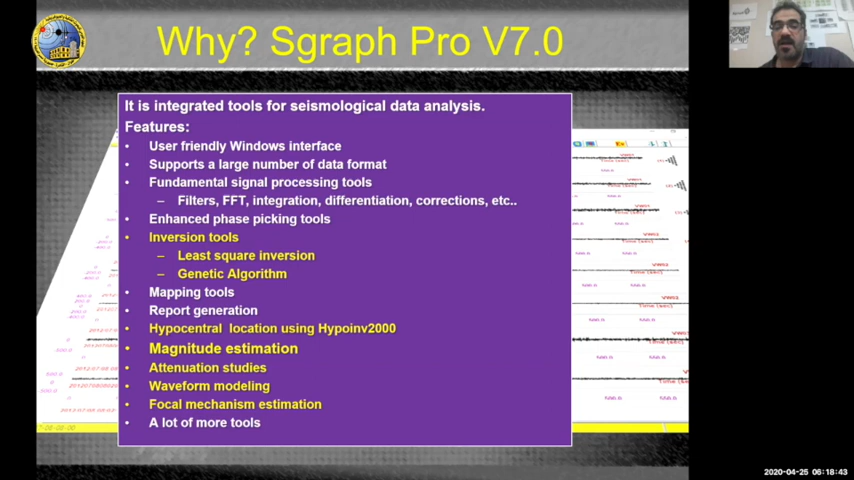 Why? Sgraph Pro V7.0
It is integrated tools for seismological data analysis.
Features:
• User friendly Windows interface
• Supports a large number of data format
• Fundamental signal processing tools
– Filters, FFT, integration, differentiation, corrections, etc..
• Enhanced phase picking tools
• Inversion tools
– Least square inversion
– Genetic Algorithm
• Mapping tools
• Report generation
• Hypocentral location using Hypoinv2000
• Magnitude estimation
• Attenuation studies
• Waveform modeling
• Focal mechanism estimation
• A lot of more tools
2020-04-25 06:18:43